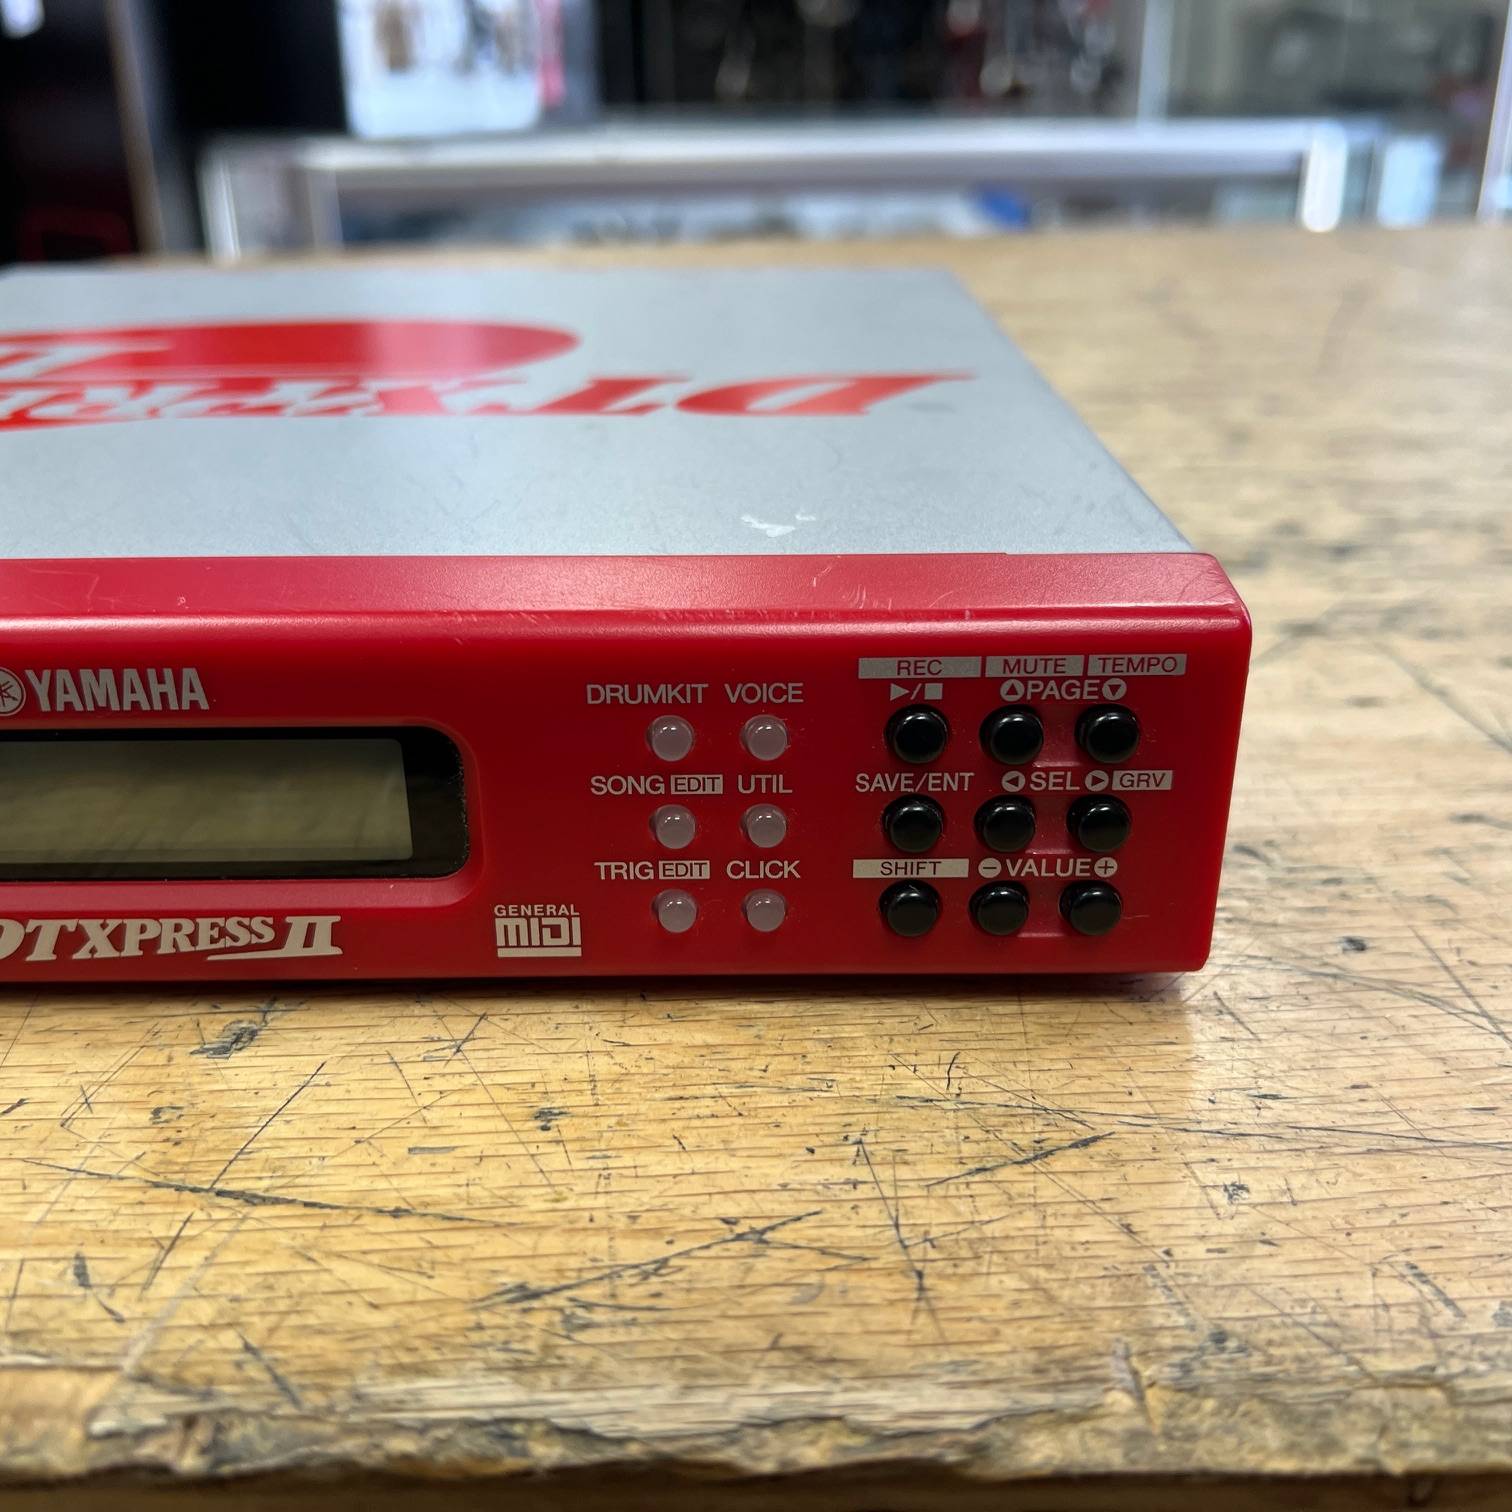 DTXPRE
YAMAHA
DTXPRESS II
GENERAL
MIDI
DRUMKIT VOICE
SONG EDIT UTIL
TRIG EDIT CLICK
REC MUTE TEMPO
▶/■ ▲PAGE▼
SAVE/ENT ◀SEL▶ GRV
SHIFT −VALUE+